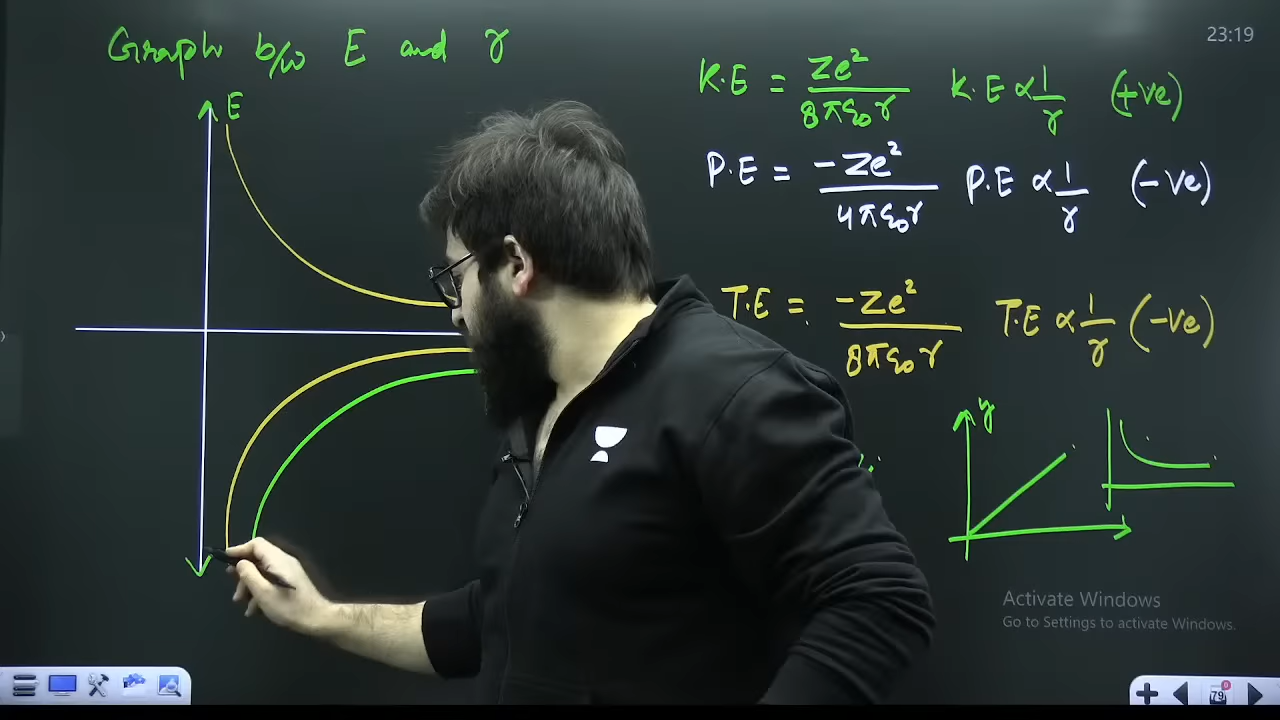 Graph b/w E and r
23:19
E
K.E = Ze²/8πε₀r K.E ∝ 1/r (+ve)
P.E = -Ze²/4πε₀r P.E ∝ 1/r (-ve)
T.E = -Ze²/8πε₀r T.E ∝ 1/r (-ve)
y
Activate Windows
Go to Settings to activate Windows.
79